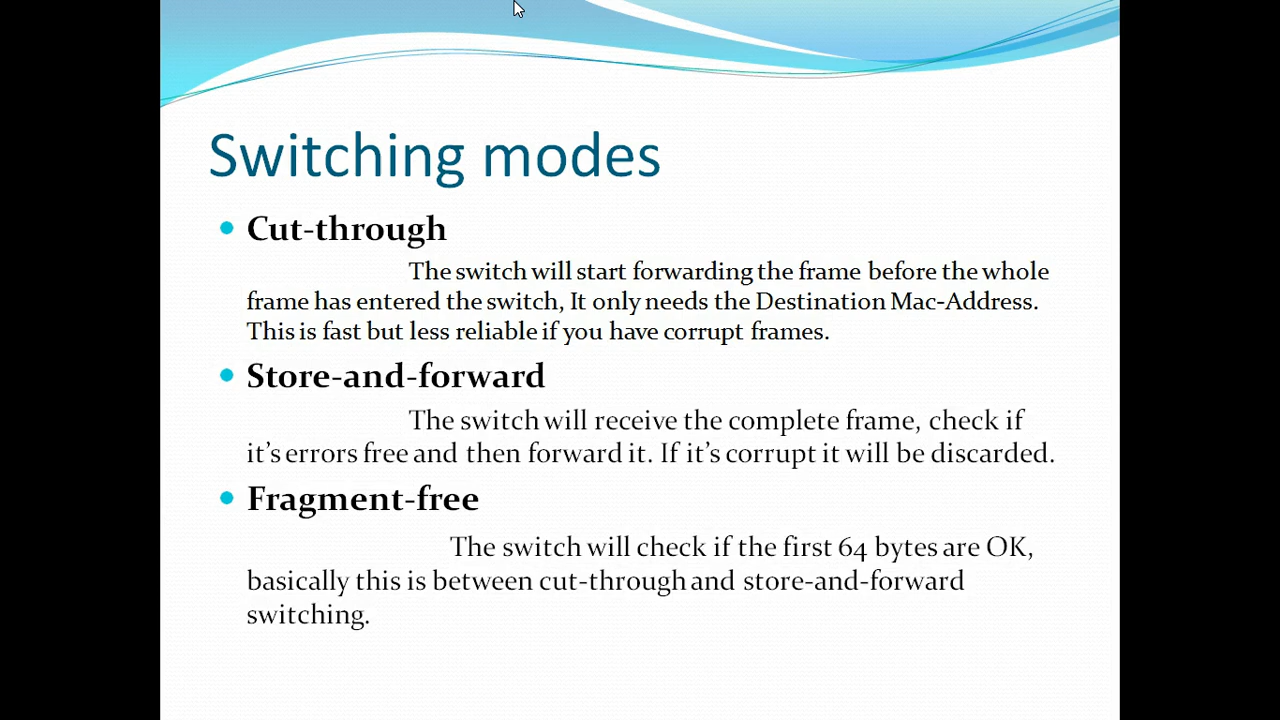 Switching modes
Cut-through
The switch will start forwarding the frame before the whole
frame has entered the switch, It only needs the Destination Mac-Address.
This is fast but less reliable if you have corrupt frames.
Store-and-forward
The switch will receive the complete frame, check if
it's errors free and then forward it. If it's corrupt it will be discarded.
Fragment-free
The switch will check if the first 64 bytes are OK,
basically this is between cut-through and store-and-forward
switching.